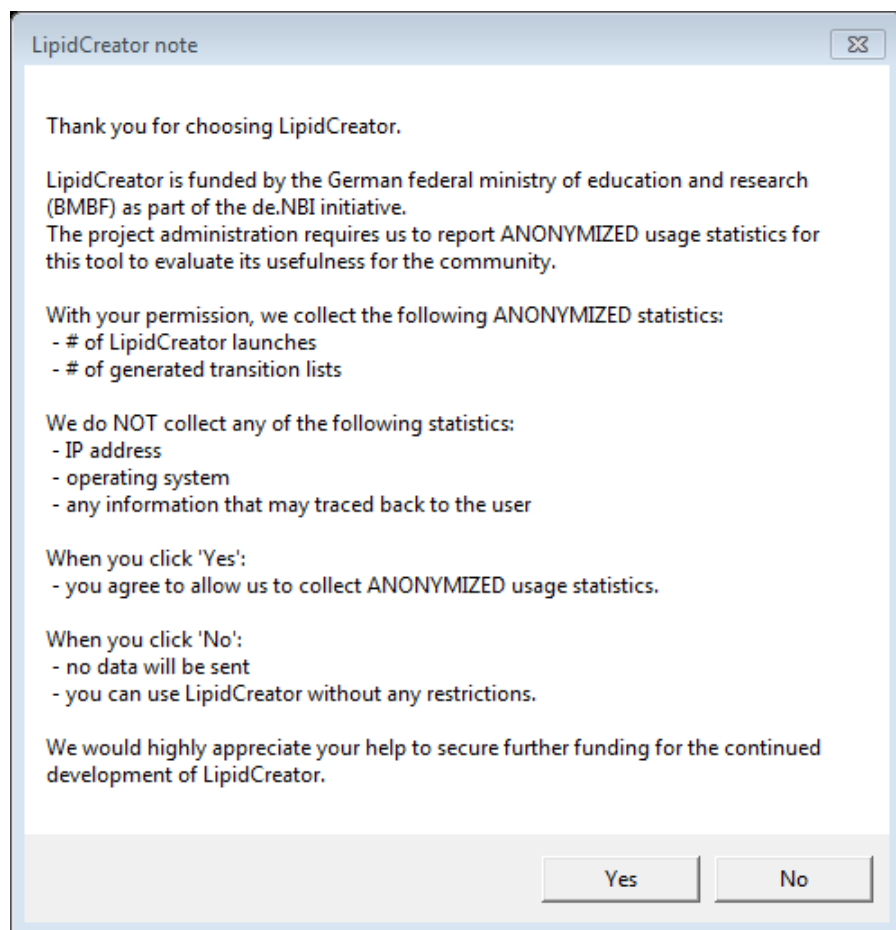 LipidCreator note
Thank you for choosing LipidCreator.
LipidCreator is funded by the German federal ministry of education and research
(BMBF) as part of the de.NBI initiative.
The project administration requires us to report ANONYMIZED usage statistics for
this tool to evaluate its usefulness for the community.
With your permission, we collect the following ANONYMIZED statistics:
- # of LipidCreator launches
- # of generated transition lists
We do NOT collect any of the following statistics:
- IP address
- operating system
- any information that may traced back to the user
When you click 'Yes':
- you agree to allow us to collect ANONYMIZED usage statistics.
When you click 'No':
- no data will be sent
- you can use LipidCreator without any restrictions.
We would highly appreciate your help to secure further funding for the continued
development of LipidCreator.
Yes
No